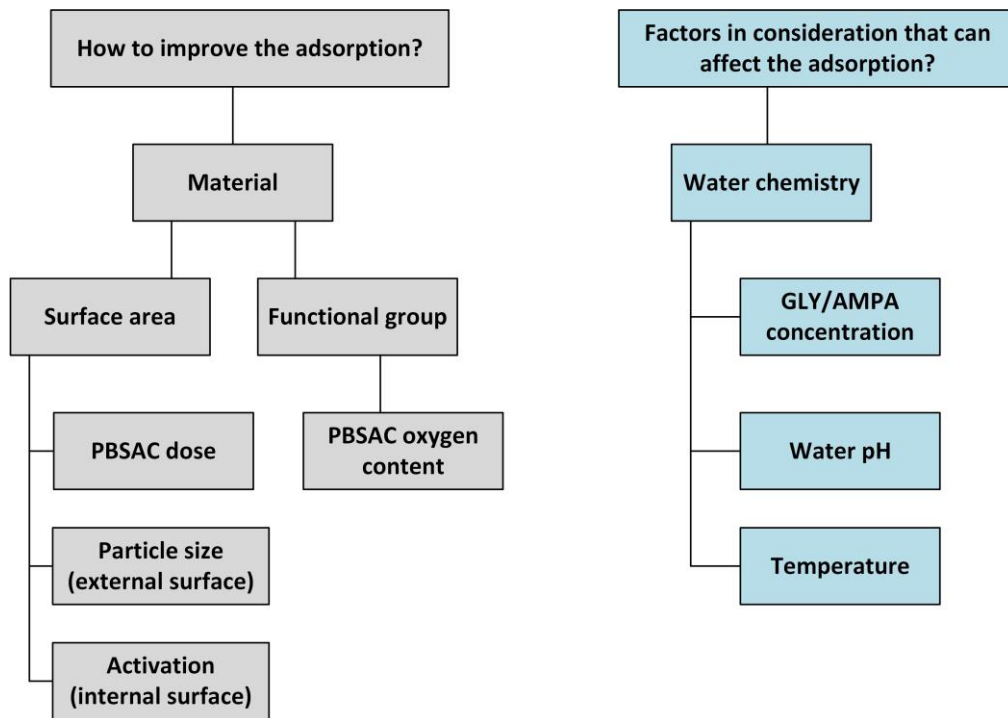 How to improve the adsorption?
Material
Surface area
Functional group
PBSAC dose
PBSAC oxygen
content
Particle size
(external surface)
Activation
(internal surface)
Factors in consideration that can
affect the adsorption?
Water chemistry
GLY/AMPA
concentration
Water pH
Temperature